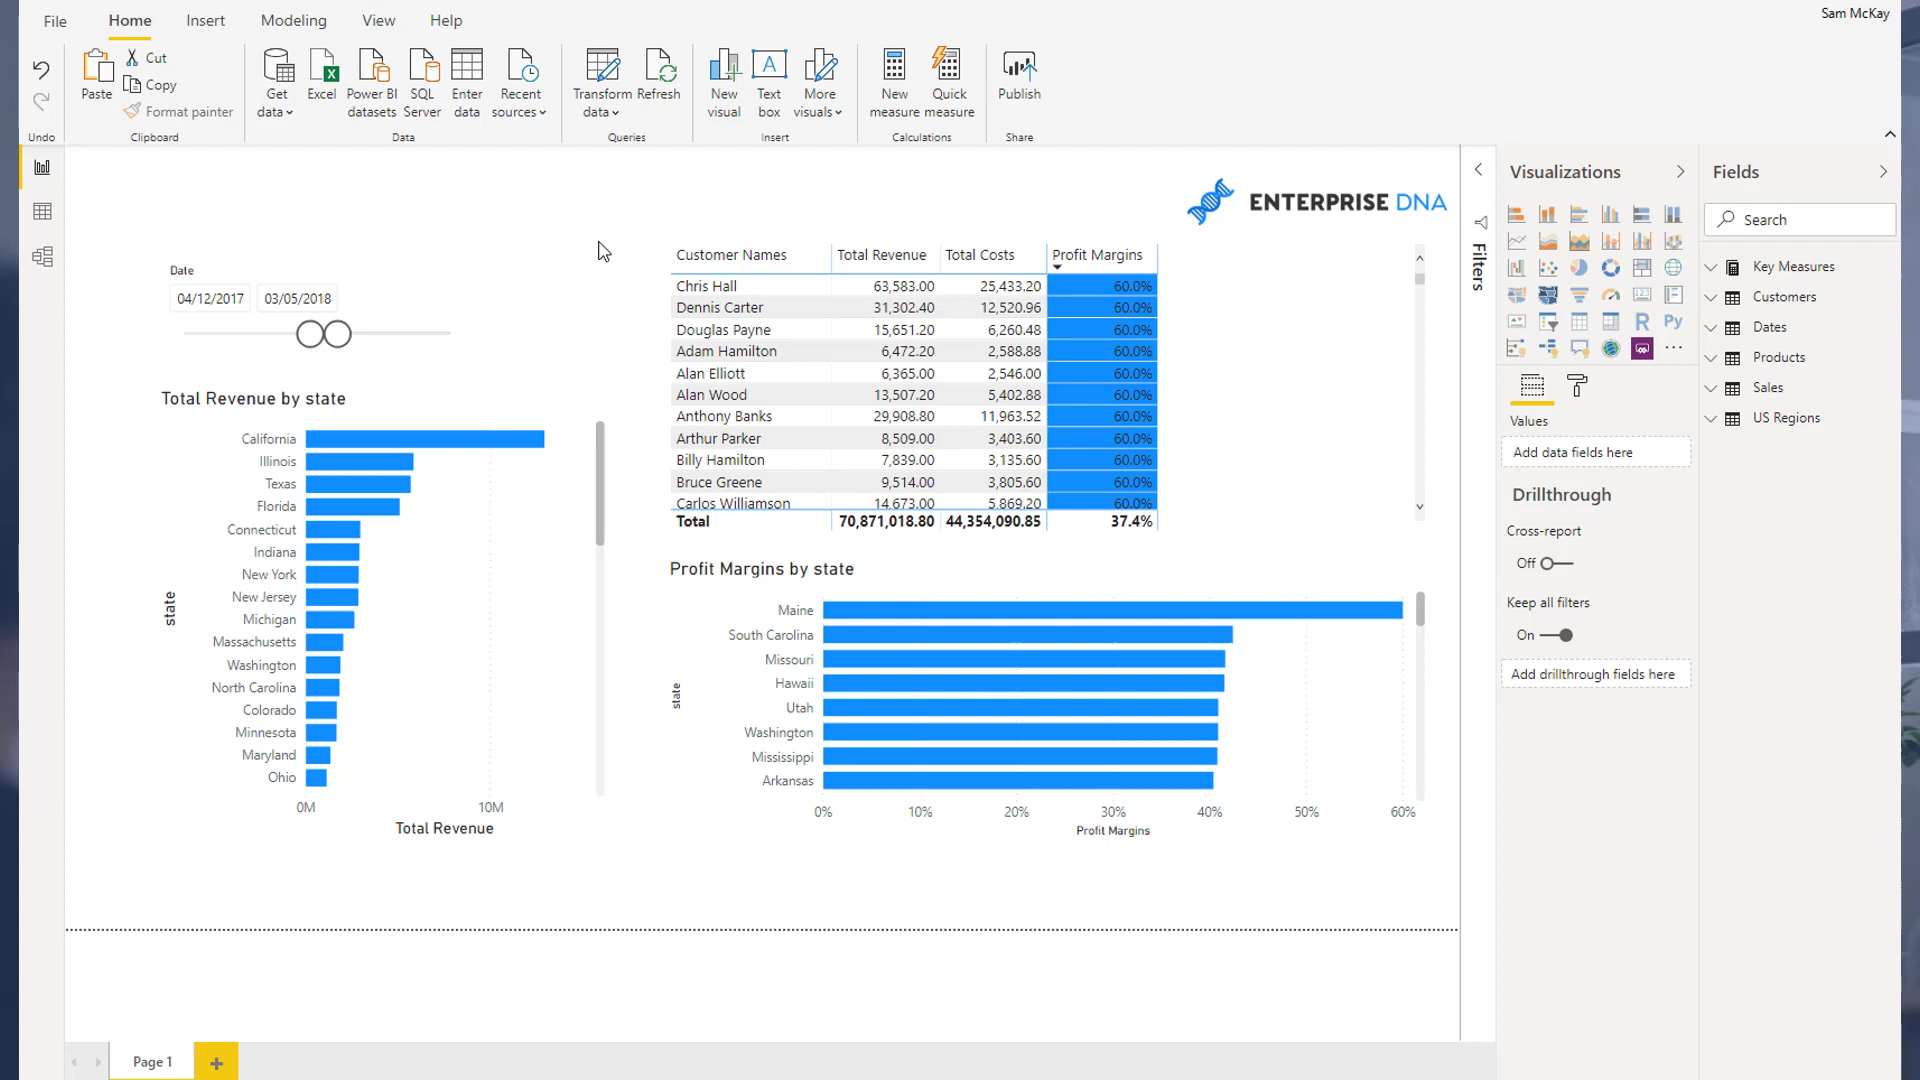 Sam McKay
File Home Insert Modeling View Help
Undo
Paste
Cut
Copy
Format painter
Clipboard
Get data
Excel
Power BI datasets
SQL Server
Enter data
Recent sources
Data
Transform data
Refresh
Queries
New visual
Text box
More visuals
Insert
New measure
Quick measure
Calculations
Publish
Share
ENTERPRISE DNA
Date
04/12/2017 03/05/2018
Total Revenue by state
state
California
Illinois
Texas
Florida
Connecticut
Indiana
New York
New Jersey
Michigan
Massachusetts
Washington
North Carolina
Colorado
Minnesota
Maryland
Ohio
0M 10M
Total Revenue
Customer Names Total Revenue Total Costs Profit Margins
Chris Hall 63,583.00 25,433.20 60.0%
Dennis Carter 31,302.40 12,520.96 60.0%
Douglas Payne 15,651.20 6,260.48 60.0%
Adam Hamilton 6,472.20 2,588.88 60.0%
Alan Elliott 6,365.00 2,546.00 60.0%
Alan Wood 13,507.20 5,402.88 60.0%
Anthony Banks 29,908.80 11,963.52 60.0%
Arthur Parker 8,509.00 3,403.60 60.0%
Billy Hamilton 7,839.00 3,135.60 60.0%
Bruce Greene 9,514.00 3,805.60 60.0%
Carlos Williamson 14,673.00 5,869.20 60.0%
Total 70,871,018.80 44,354,090.85 37.4%
Profit Margins by state
state
Maine
South Carolina
Missouri
Hawaii
Utah
Washington
Mississippi
Arkansas
0% 10% 20% 30% 40% 50% 60%
Profit Margins
Filters
Visualizations
R Py
Values
Add data fields here
Drillthrough
Cross-report
Off
Keep all filters
On
Add drillthrough fields here
Fields
Search
Key Measures
Customers
Dates
Products
Sales
US Regions
Page 1